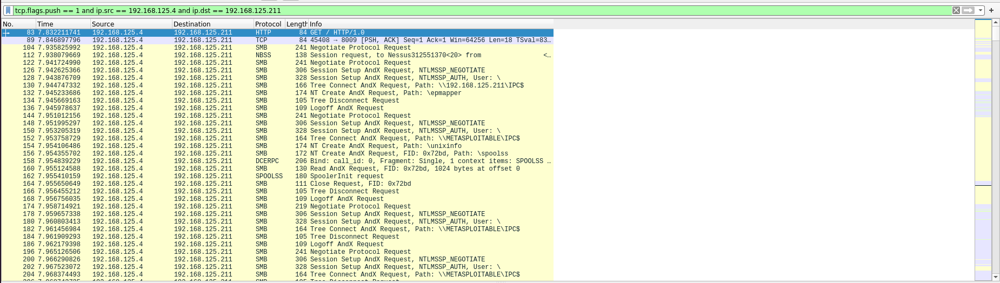 tcp.flags.push == 1 and ip.src == 192.168.125.4 and ip.dst == 192.168.125.211
No. Time Source Destination Protocol Length Info
83 7.832211741 192.168.125.4 192.168.125.211 HTTP 84 GET / HTTP/1.0
89 7.846897796 192.168.125.4 192.168.125.211 TCP 84 45408 → 8009 [PSH, ACK] Seq=1 Ack=1 Win=64256 Len=18 TSval=83…
104 7.935825992 192.168.125.4 192.168.125.211 SMB 241 Negotiate Protocol Request
112 7.938079825 192.168.125.4 192.168.125.211 NBSS 138 Session request, to Nessus312551370<20> from <…
122 7.941724990 192.168.125.4 192.168.125.211 SMB 241 Negotiate Protocol Request
126 7.942625366 192.168.125.4 192.168.125.211 SMB 306 Session Setup AndX Request, NTLMSSP_NEGOTIATE
128 7.943876709 192.168.125.4 192.168.125.211 SMB 328 Session Setup AndX Request, NTLMSSP_AUTH, User: \
130 7.944747332 192.168.125.4 192.168.125.211 SMB 166 Tree Connect AndX Request, Path: \\192.168.125.211\IPC$
132 7.945233686 192.168.125.4 192.168.125.211 SMB 174 NT Create AndX Request, Path: \epmapper
134 7.945669163 192.168.125.4 192.168.125.211 SMB 105 Tree Disconnect Request
136 7.945978637 192.168.125.4 192.168.125.211 SMB 109 Logoff AndX Request
144 7.951012156 192.168.125.4 192.168.125.211 SMB 241 Negotiate Protocol Request
148 7.951995297 192.168.125.4 192.168.125.211 SMB 306 Session Setup AndX Request, NTLMSSP_NEGOTIATE
150 7.953205319 192.168.125.4 192.168.125.211 SMB 328 Session Setup AndX Request, NTLMSSP_AUTH, User: \
152 7.953758729 192.168.125.4 192.168.125.211 SMB 164 Tree Connect AndX Request, Path: \\METASPLOITABLE\IPC$
154 7.954106486 192.168.125.4 192.168.125.211 SMB 174 NT Create AndX Request, Path: \unixinfo
156 7.954355702 192.168.125.4 192.168.125.211 SMB 172 NT Create AndX Request, FID: 0x72bd, Path: \spoolss
158 7.954839229 192.168.125.4 192.168.125.211 DCERPC 206 Bind: call_id: 0, Fragment: Single, 1 context items: SPOOLSS …
160 7.955124588 192.168.125.4 192.168.125.211 SMB 130 Read AndX Request, FID: 0x72bd, 1024 bytes at offset 0
162 7.955410159 192.168.125.4 192.168.125.211 SPOOLSS 180 SpoolerInit request
164 7.955650649 192.168.125.4 192.168.125.211 SMB 111 Close Request, FID: 0x72bd
166 7.956455212 192.168.125.4 192.168.125.211 SMB 105 Tree Disconnect Request
168 7.956756035 192.168.125.4 192.168.125.211 SMB 109 Logoff AndX Request
174 7.958714921 192.168.125.4 192.168.125.211 SMB 219 Negotiate Protocol Request
178 7.959657338 192.168.125.4 192.168.125.211 SMB 306 Session Setup AndX Request, NTLMSSP_NEGOTIATE
180 7.960803413 192.168.125.4 192.168.125.211 SMB 328 Session Setup AndX Request, NTLMSSP_AUTH, User: \
182 7.961456984 192.168.125.4 192.168.125.211 SMB 164 Tree Connect AndX Request, Path: \\METASPLOITABLE\IPC$
184 7.961909293 192.168.125.4 192.168.125.211 SMB 105 Tree Disconnect Request
186 7.962179398 192.168.125.4 192.168.125.211 SMB 109 Logoff AndX Request
196 7.965126506 192.168.125.4 192.168.125.211 SMB 241 Negotiate Protocol Request
200 7.966290826 192.168.125.4 192.168.125.211 SMB 306 Session Setup AndX Request, NTLMSSP_NEGOTIATE
202 7.967523072 192.168.125.4 192.168.125.211 SMB 328 Session Setup AndX Request, NTLMSSP_AUTH, User: \
204 7.968374493 192.168.125.4 192.168.125.211 SMB 164 Tree Connect AndX Request, Path: \\METASPLOITABLE\IPC$